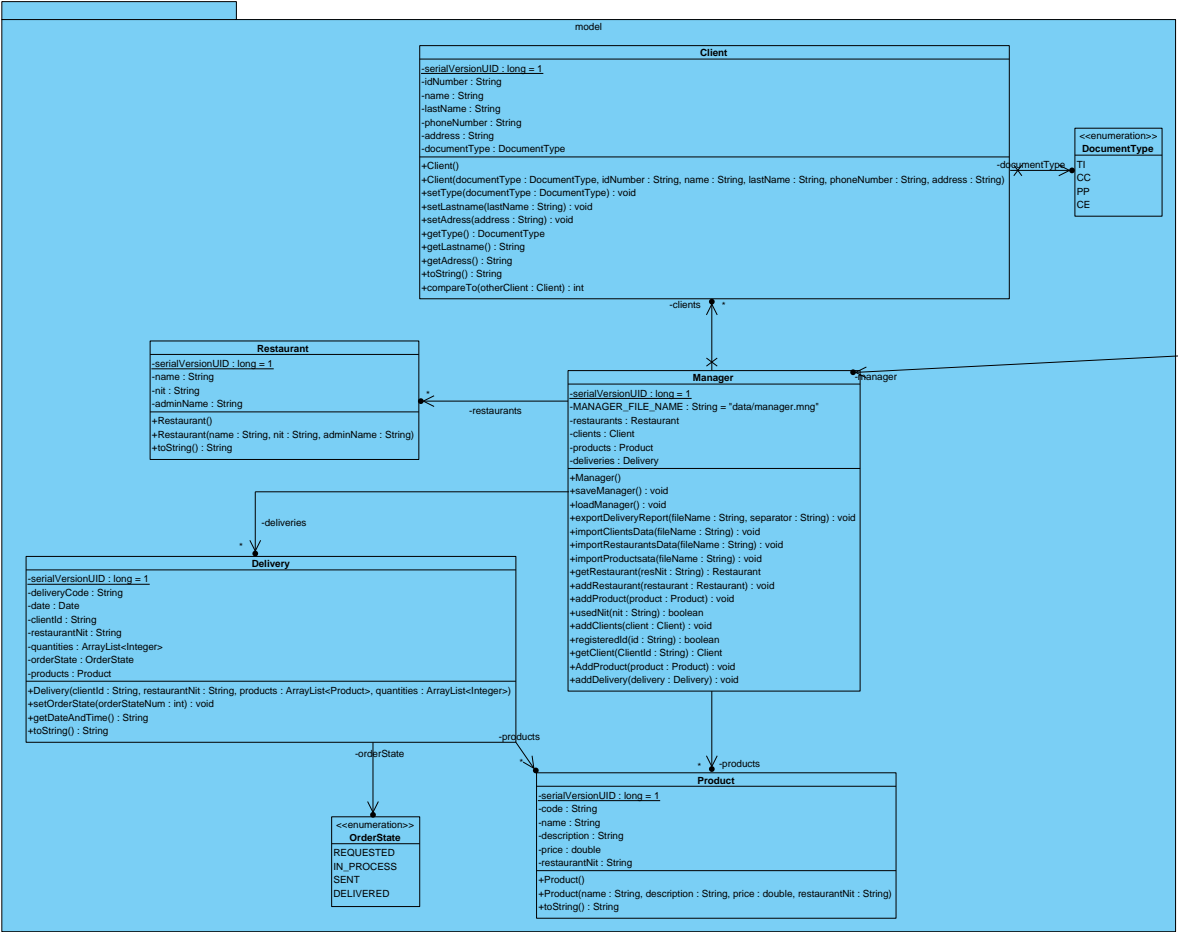 model
Client
-serialVersionUID : long = 1
-idNumber : String
-name : String
-lastName : String
-phoneNumber : String
-address : String
-documentType : DocumentType
+Client()
+Client(documentType : DocumentType, idNumber : String, name : String, lastName : String, phoneNumber : String, address : String)
+setType(documentType : DocumentType) : void
+setLastname(lastName : String) : void
+setAdress(address : String) : void
+getType() : DocumentType
+getLastname() : String
+getAdress() : String
+toString() : String
+compareTo(otherClient : Client) : int
-documentType
<<enumeration>>
DocumentType
TI
CC
PP
CE
-clients
*
Restaurant
-serialVersionUID : long = 1
-name : String
-nit : String
-adminName : String
+Restaurant()
+Restaurant(name : String, nit : String, adminName : String)
+toString() : String
*
-restaurants
-manager
Manager
-serialVersionUID : long = 1
-MANAGER_FILE_NAME : String = "data/manager.mng"
-restaurants : Restaurant
-clients : Client
-products : Product
-deliveries : Delivery
+Manager()
+saveManager() : void
+loadManager() : void
+exportDeliveryReport(fileName : String, separator : String) : void
+importClientsData(fileName : String) : void
+importRestaurantsData(fileName : String) : void
+importProductsata(fileName : String) : void
+getRestaurant(resNit : String) : Restaurant
+addRestaurant(restaurant : Restaurant) : void
+addProduct(product : Product) : void
+usedNit(nit : String) : boolean
+addClients(client : Client) : void
+registeredId(id : String) : boolean
+getClient(ClientId : String) : Client
+AddProduct(product : Product) : void
+addDelivery(delivery : Delivery) : void
-deliveries
*
Delivery
-serialVersionUID : long = 1
-deliveryCode : String
-date : Date
-clientId : String
-restaurantNit : String
-quantities : ArrayList<Integer>
-orderState : OrderState
-products : Product
+Delivery(clientId : String, restaurantNit : String, products : ArrayList<Product>, quantities : ArrayList<Integer>)
+setOrderState(orderStateNum : int) : void
+getDateAndTime() : String
+toString() : String
-products
*
-orderState
*
-products
<<enumeration>>
OrderState
REQUESTED
IN_PROCESS
SENT
DELIVERED
Product
-serialVersionUID : long = 1
-code : String
-name : String
-description : String
-price : double
-restaurantNit : String
+Product()
+Product(name : String, description : String, price : double, restaurantNit : String)
+toString() : String